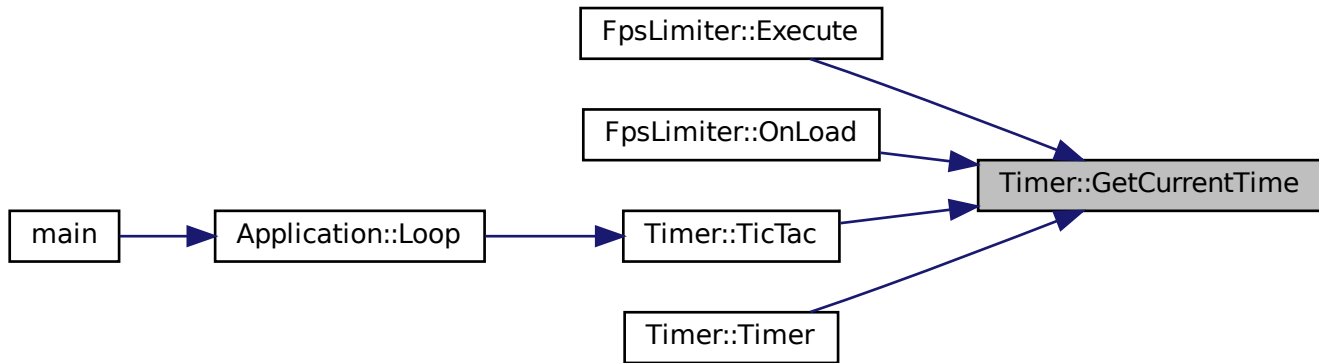 FpsLimiter::Execute
FpsLimiter::OnLoad
Timer::GetCurrentTime
main
Application::Loop
Timer::TicTac
Timer::Timer